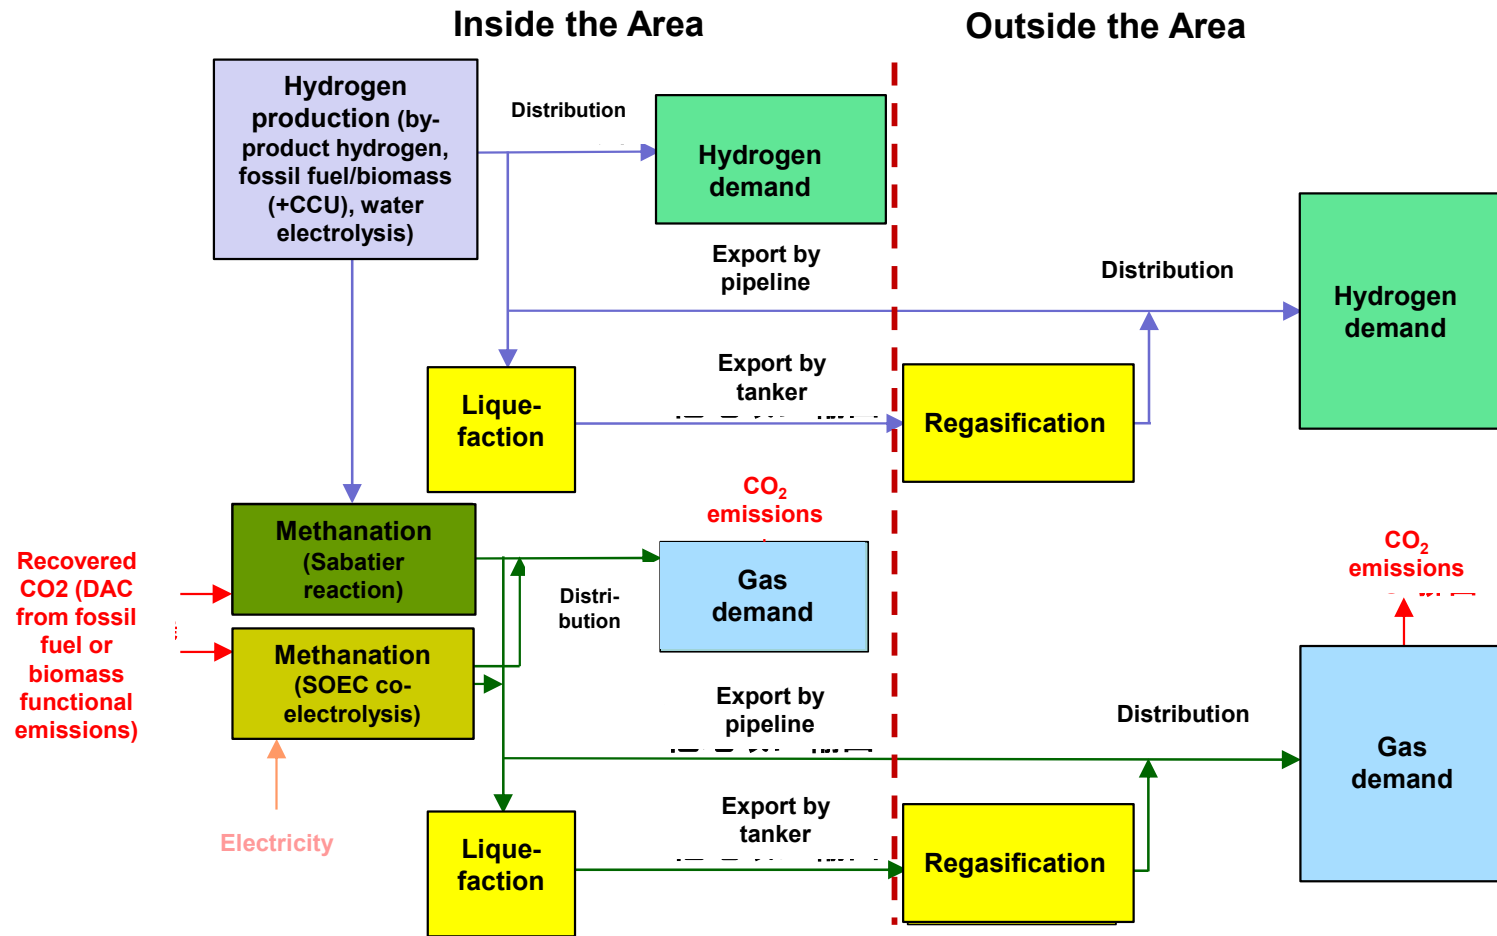 Inside the Area
Outside the Area
Hydrogen
production (by-
product hydrogen,
fossil fuel/biomass
(+CCU), water
electrolysis)
Distribution
Hydrogen
demand
Export by
pipeline
Distribution
Hydrogen
demand
Lique-
faction
Export by
tanker
Regasification
CO2
emissions
Methanation
(Sabatier
reaction)
Recovered
CO2 (DAC
from fossil
fuel or
biomass
functional
emissions)
Distri-
bution
Gas
demand
CO2
emissions
Methanation
(SOEC co-
electrolysis)
Export by
pipeline
Distribution
Gas
demand
Electricity
Lique-
faction
Export by
tanker
Regasification